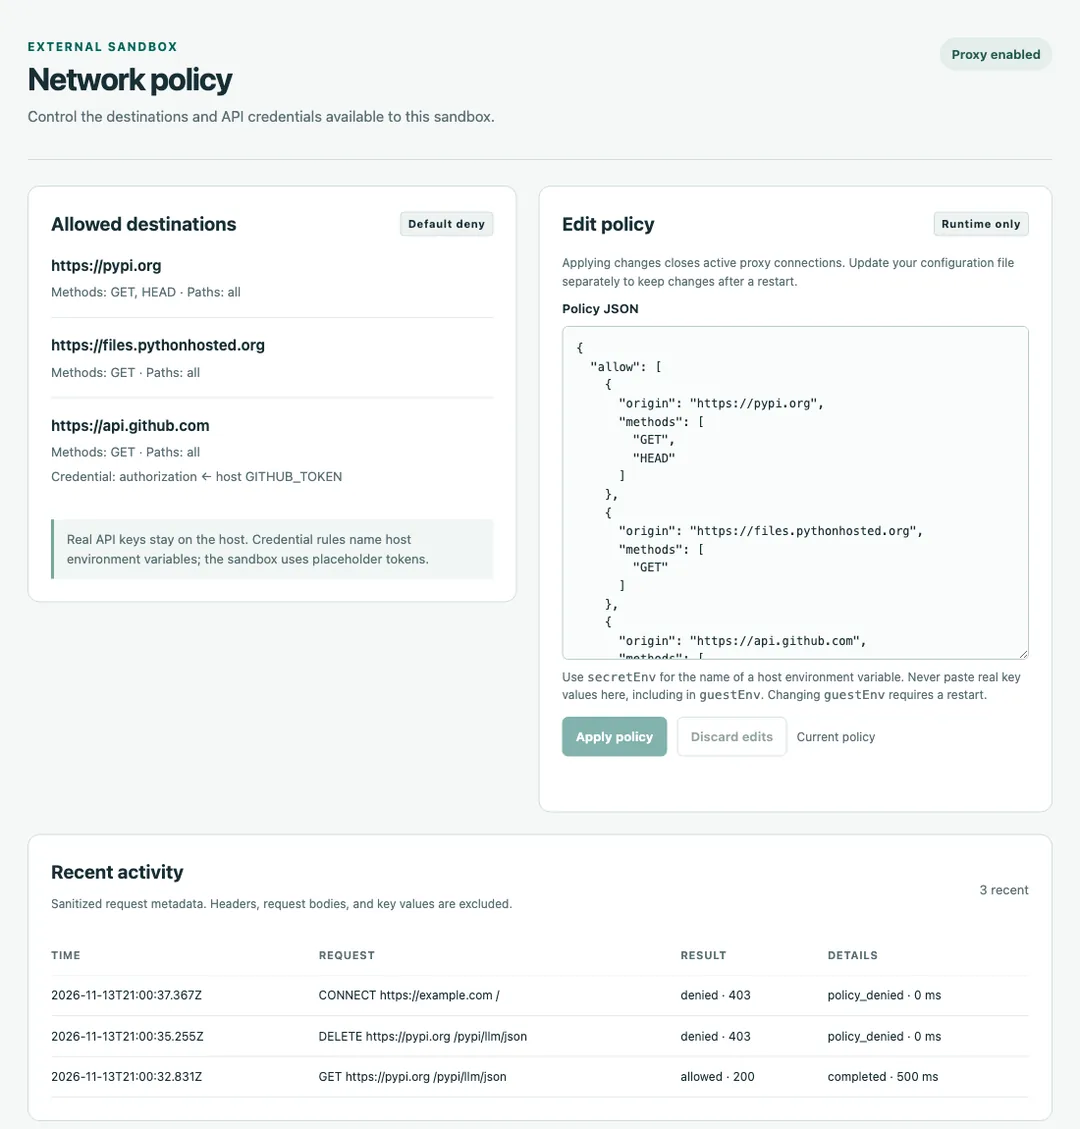 EXTERNAL SANDBOX
Network policy
Control the destinations and API credentials available to this sandbox.
Proxy enabled
Allowed destinations
Default deny
https://pypi.org
Methods: GET, HEAD · Paths: all
https://files.pythonhosted.org
Methods: GET · Paths: all
https://api.github.com
Methods: GET · Paths: all
Credential: authorization ← host GITHUB_TOKEN
Real API keys stay on the host. Credential rules name host
environment variables; the sandbox uses placeholder tokens.
Edit policy
Runtime only
Applying changes closes active proxy connections. Update your configuration file
separately to keep changes after a restart.
Policy JSON
{
  "allow": [
    {
      "origin": "https://pypi.org",
      "methods": [
        "GET",
        "HEAD"
      ]
    },
    {
      "origin": "https://files.pythonhosted.org",
      "methods": [
        "GET"
      ]
    },
    {
      "origin": "https://api.github.com",
      "methods": [
Use secretEnv for the name of a host environment variable. Never paste real key
values here, including in guestEnv. Changing guestEnv requires a restart.
Apply policy
Discard edits
Current policy
Recent activity
Sanitized request metadata. Headers, request bodies, and key values are excluded.
3 recent
TIME REQUEST RESULT DETAILS
2026-11-13T21:00:37.367Z CONNECT https://example.com / denied · 403 policy_denied · 0 ms
2026-11-13T21:00:35.255Z DELETE https://pypi.org /pypi/llm/json denied · 403 policy_denied · 0 ms
2026-11-13T21:00:32.831Z GET https://pypi.org /pypi/llm/json allowed · 200 completed · 500 ms